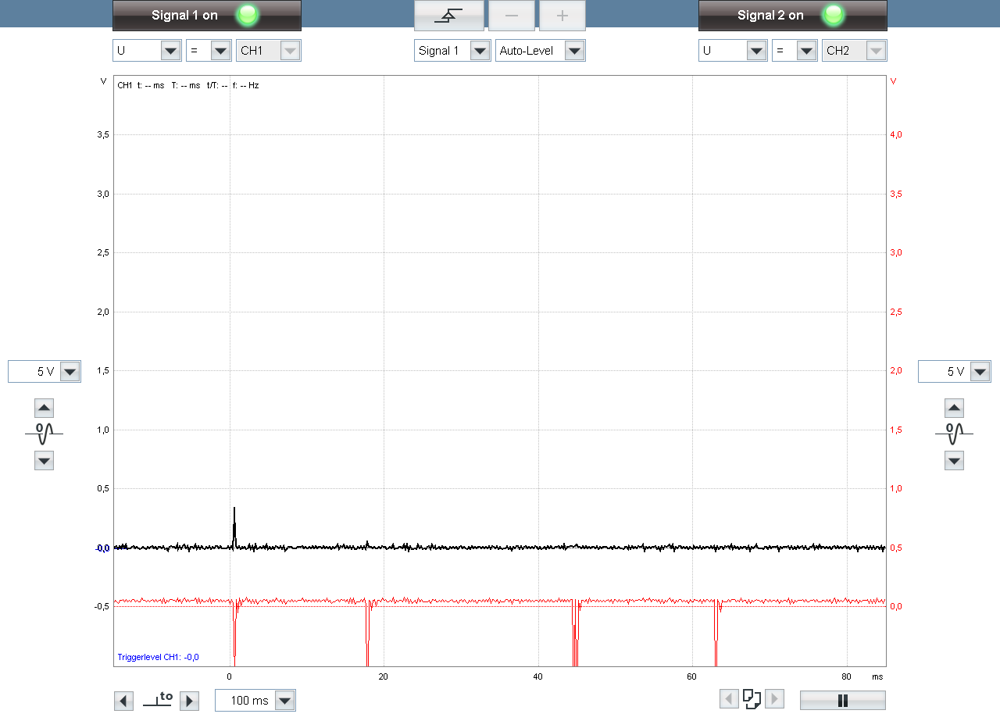 Signal 1 on
Signal 2 on
− +
U = CH1 Signal 1 Auto-Level U = CH2
V V
CH1 t: -- ms T: -- ms t/T: -- f: -- Hz
3,5 4,0
3,0 3,5
2,5 3,0
2,0 2,5
1,5 2,0
5 V 5 V
1,0 1,5
0 0
0,5 1,0
-0,0 0,5
-0,5 0,0
Triggerlevel CH1: -0,0
0 20 40 60 80 ms
to 100 ms